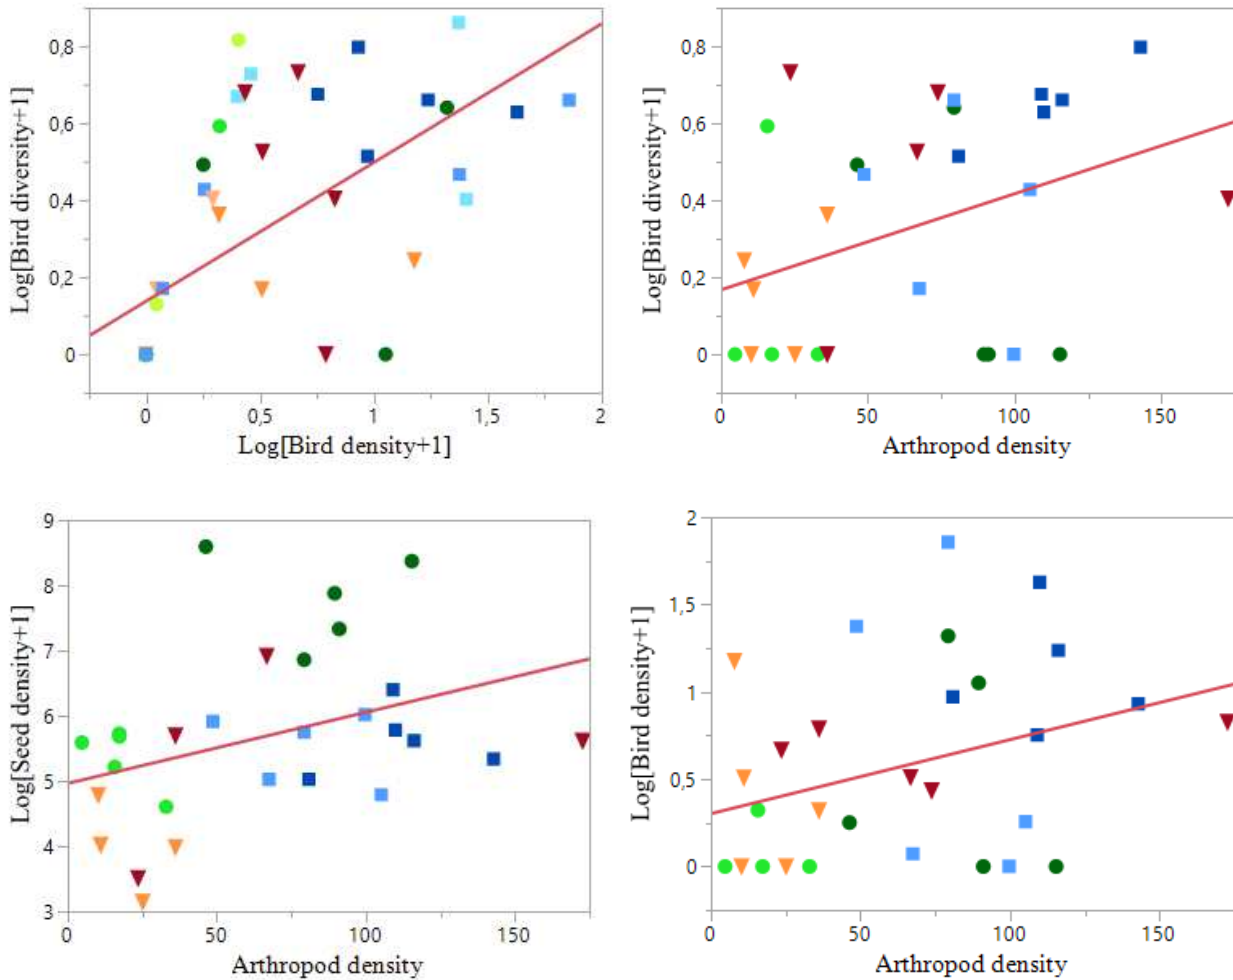 Log[Bird diversity+1]
0,8
0,6
0,4
0,2
0
0 0,5 1 1,5 2
Log[Bird density+1]
Log[Bird diversity+1]
0,8
0,6
0,4
0,2
0
0 50 100 150
Arthropod density
Log[Seed density+1]
9
8
7
6
5
4
3
0 50 100 150
Arthropod density
Log[Bird density+1]
2
1,5
1
0,5
0
0 50 100 150
Arthropod density